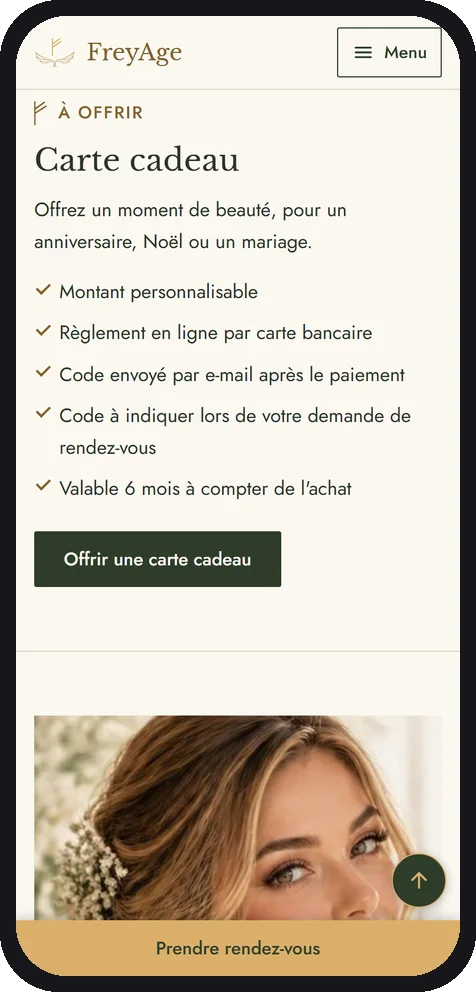 FreyAge
Menu
À OFFRIR
Carte cadeau
Offrez un moment de beauté, pour un
anniversaire, Noël ou un mariage.
Montant personnalisable
Règlement en ligne par carte bancaire
Code envoyé par e-mail après le paiement
Code à indiquer lors de votre demande de
rendez-vous
Valable 6 mois à compter de l'achat
Offrir une carte cadeau
Prendre rendez-vous